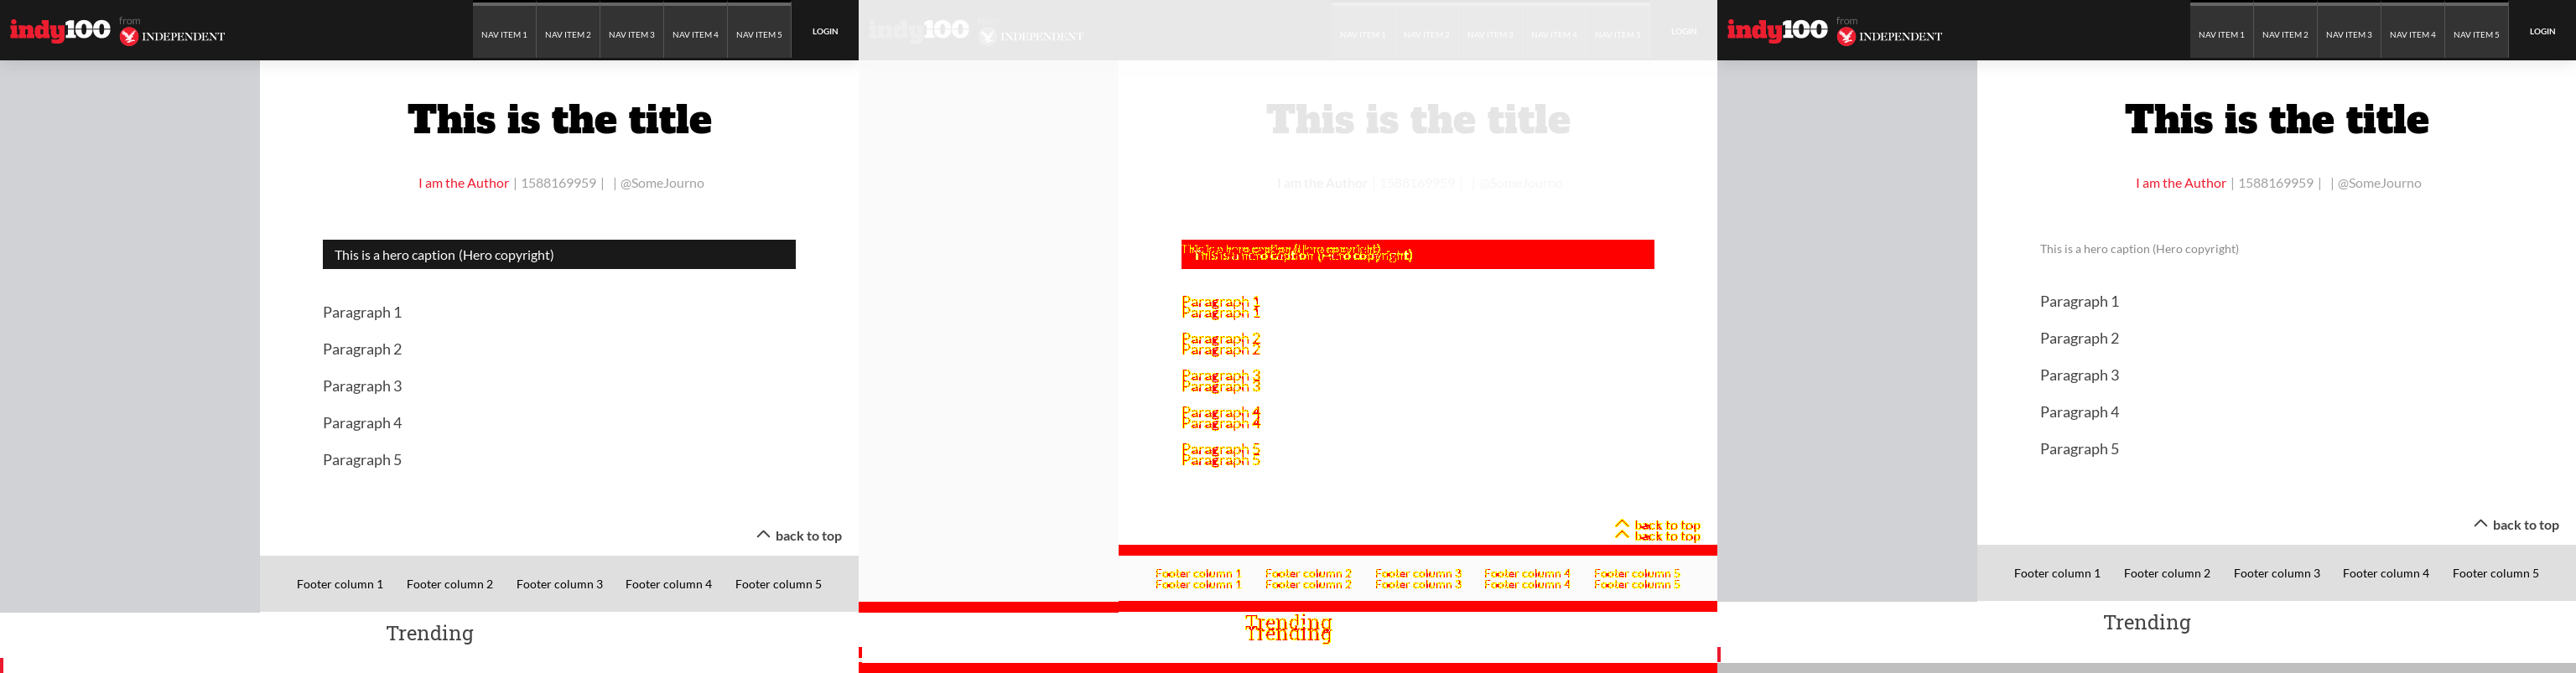 indy100 from INDEPENDENT NAV ITEM 1 NAV ITEM 2 NAV ITEM 3 NAV ITEM 4 NAV ITEM 5 LOGIN
This is the title
I am the Author | 1588169959 | | @SomeJourno
This is a hero caption (Hero copyright)
Paragraph 1
Paragraph 2
Paragraph 3
Paragraph 4
Paragraph 5
back to top
Footer column 1 Footer column 2 Footer column 3 Footer column 4 Footer column 5
Trending
indy100 from INDEPENDENT NAV ITEM 1 NAV ITEM 2 NAV ITEM 3 NAV ITEM 4 NAV ITEM 5 LOGIN
This is the title
I am the Author | 1588169959 | | @SomeJourno
This is a hero caption (Hero copyright)
This is a hero caption (Hero copyright)
Paragraph 1
Paragraph 1
Paragraph 2
Paragraph 2
Paragraph 3
Paragraph 3
Paragraph 4
Paragraph 4
Paragraph 5
Paragraph 5
back to top
back to top
Footer column 1 Footer column 2 Footer column 3 Footer column 4 Footer column 5
Footer column 1 Footer column 2 Footer column 3 Footer column 4 Footer column 5
Trending
Trending
indy100 from INDEPENDENT NAV ITEM 1 NAV ITEM 2 NAV ITEM 3 NAV ITEM 4 NAV ITEM 5 LOGIN
This is the title
I am the Author | 1588169959 | | @SomeJourno
This is a hero caption (Hero copyright)
Paragraph 1
Paragraph 2
Paragraph 3
Paragraph 4
Paragraph 5
back to top
Footer column 1 Footer column 2 Footer column 3 Footer column 4 Footer column 5
Trending